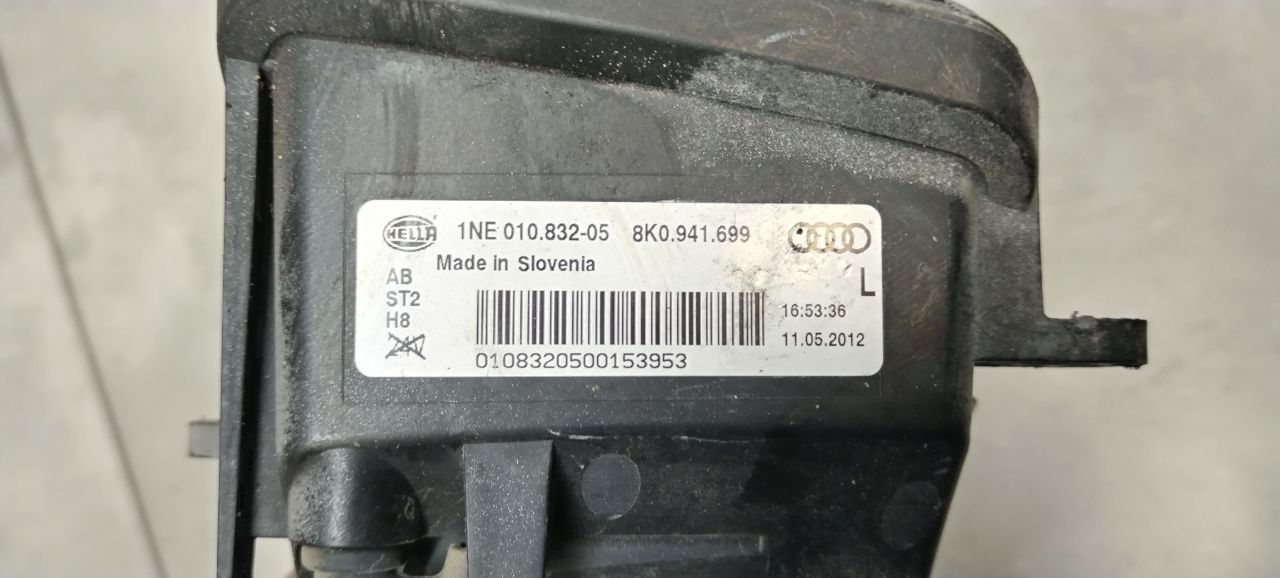 HELLA 1NE 010.832-05 8K0.941.699
Made in Slovenia
L
AB
ST2
H8
24V
16:53:36
11.05.2012
0108320500153953